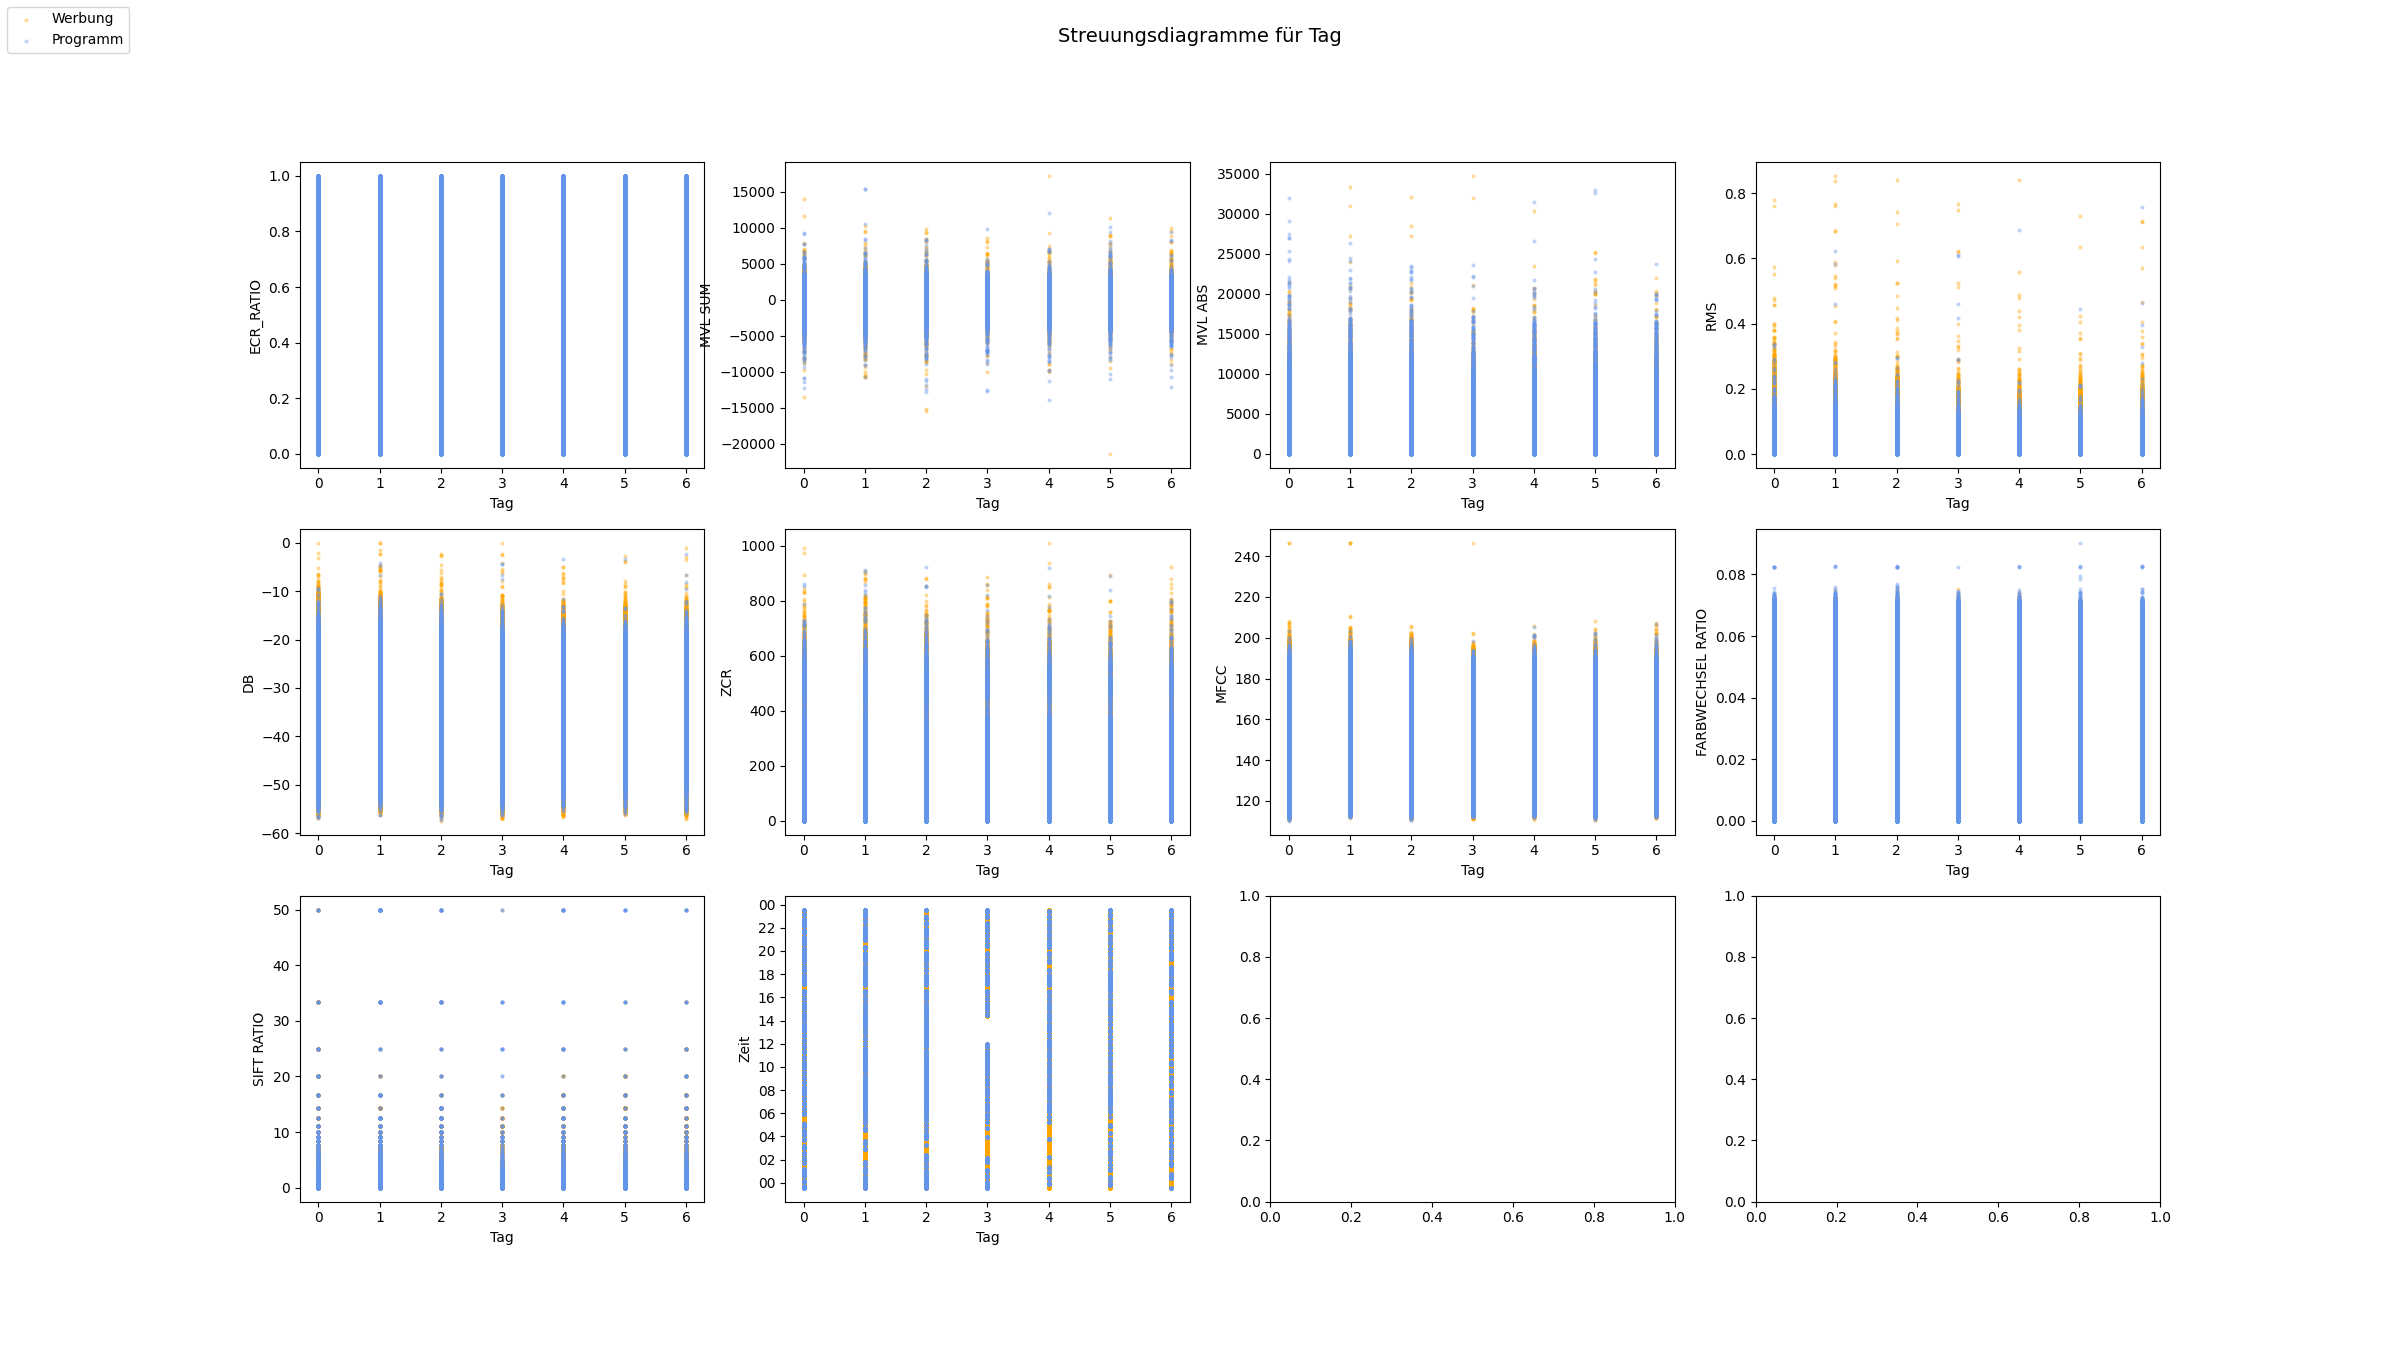 Werbung
Programm
Streuungsdiagramme für Tag
ECR_RATIO
1.0
0.8
0.6
0.4
0.2
0.0
0 1 2 3 4 5 6
Tag
MVL SUM
15000
10000
5000
0
−5000
−10000
−15000
−20000
0 1 2 3 4 5 6
Tag
MVL ABS
35000
30000
25000
20000
15000
10000
5000
0
0 1 2 3 4 5 6
Tag
RMS
0.8
0.6
0.4
0.2
0.0
0 1 2 3 4 5 6
Tag
DB
0
−10
−20
−30
−40
−50
−60
0 1 2 3 4 5 6
Tag
ZCR
1000
800
600
400
200
0
0 1 2 3 4 5 6
Tag
MFCC
240
220
200
180
160
140
120
0 1 2 3 4 5 6
Tag
FARBWECHSEL RATIO
0.08
0.06
0.04
0.02
0.00
0 1 2 3 4 5 6
Tag
SIFT RATIO
50
40
30
20
10
0
0 1 2 3 4 5 6
Tag
Zeit
00
22
20
18
16
14
12
10
08
06
04
02
00
0 1 2 3 4 5 6
Tag
1.0
0.8
0.6
0.4
0.2
0.0
0.0 0.2 0.4 0.6 0.8 1.0
1.0
0.8
0.6
0.4
0.2
0.0
0.0 0.2 0.4 0.6 0.8 1.0